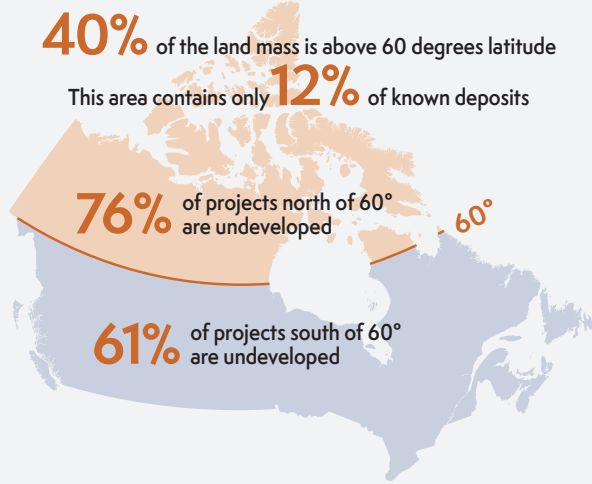 40% of the land mass is above 60 degrees latitude
This area contains only 12% of known deposits
76% of projects north of 60°
are undeveloped
60°
61% of projects south of 60°
are undeveloped